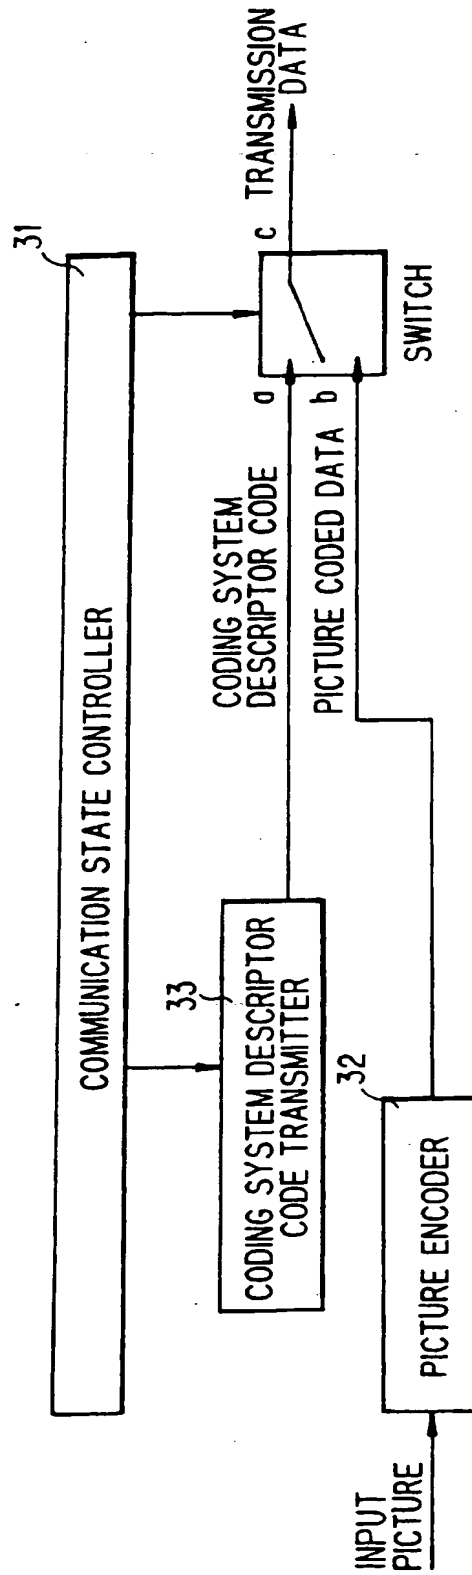 31
COMMUNICATION STATE CONTROLLER
33
CODING SYSTEM DESCRIPTOR
CODE TRANSMITTER
CODING SYSTEM
DESCRIPTOR CODE
a
b
c
TRANSMISSION
DATA
SWITCH
PICTURE CODED DATA
32
PICTURE ENCODER
INPUT
PICTURE